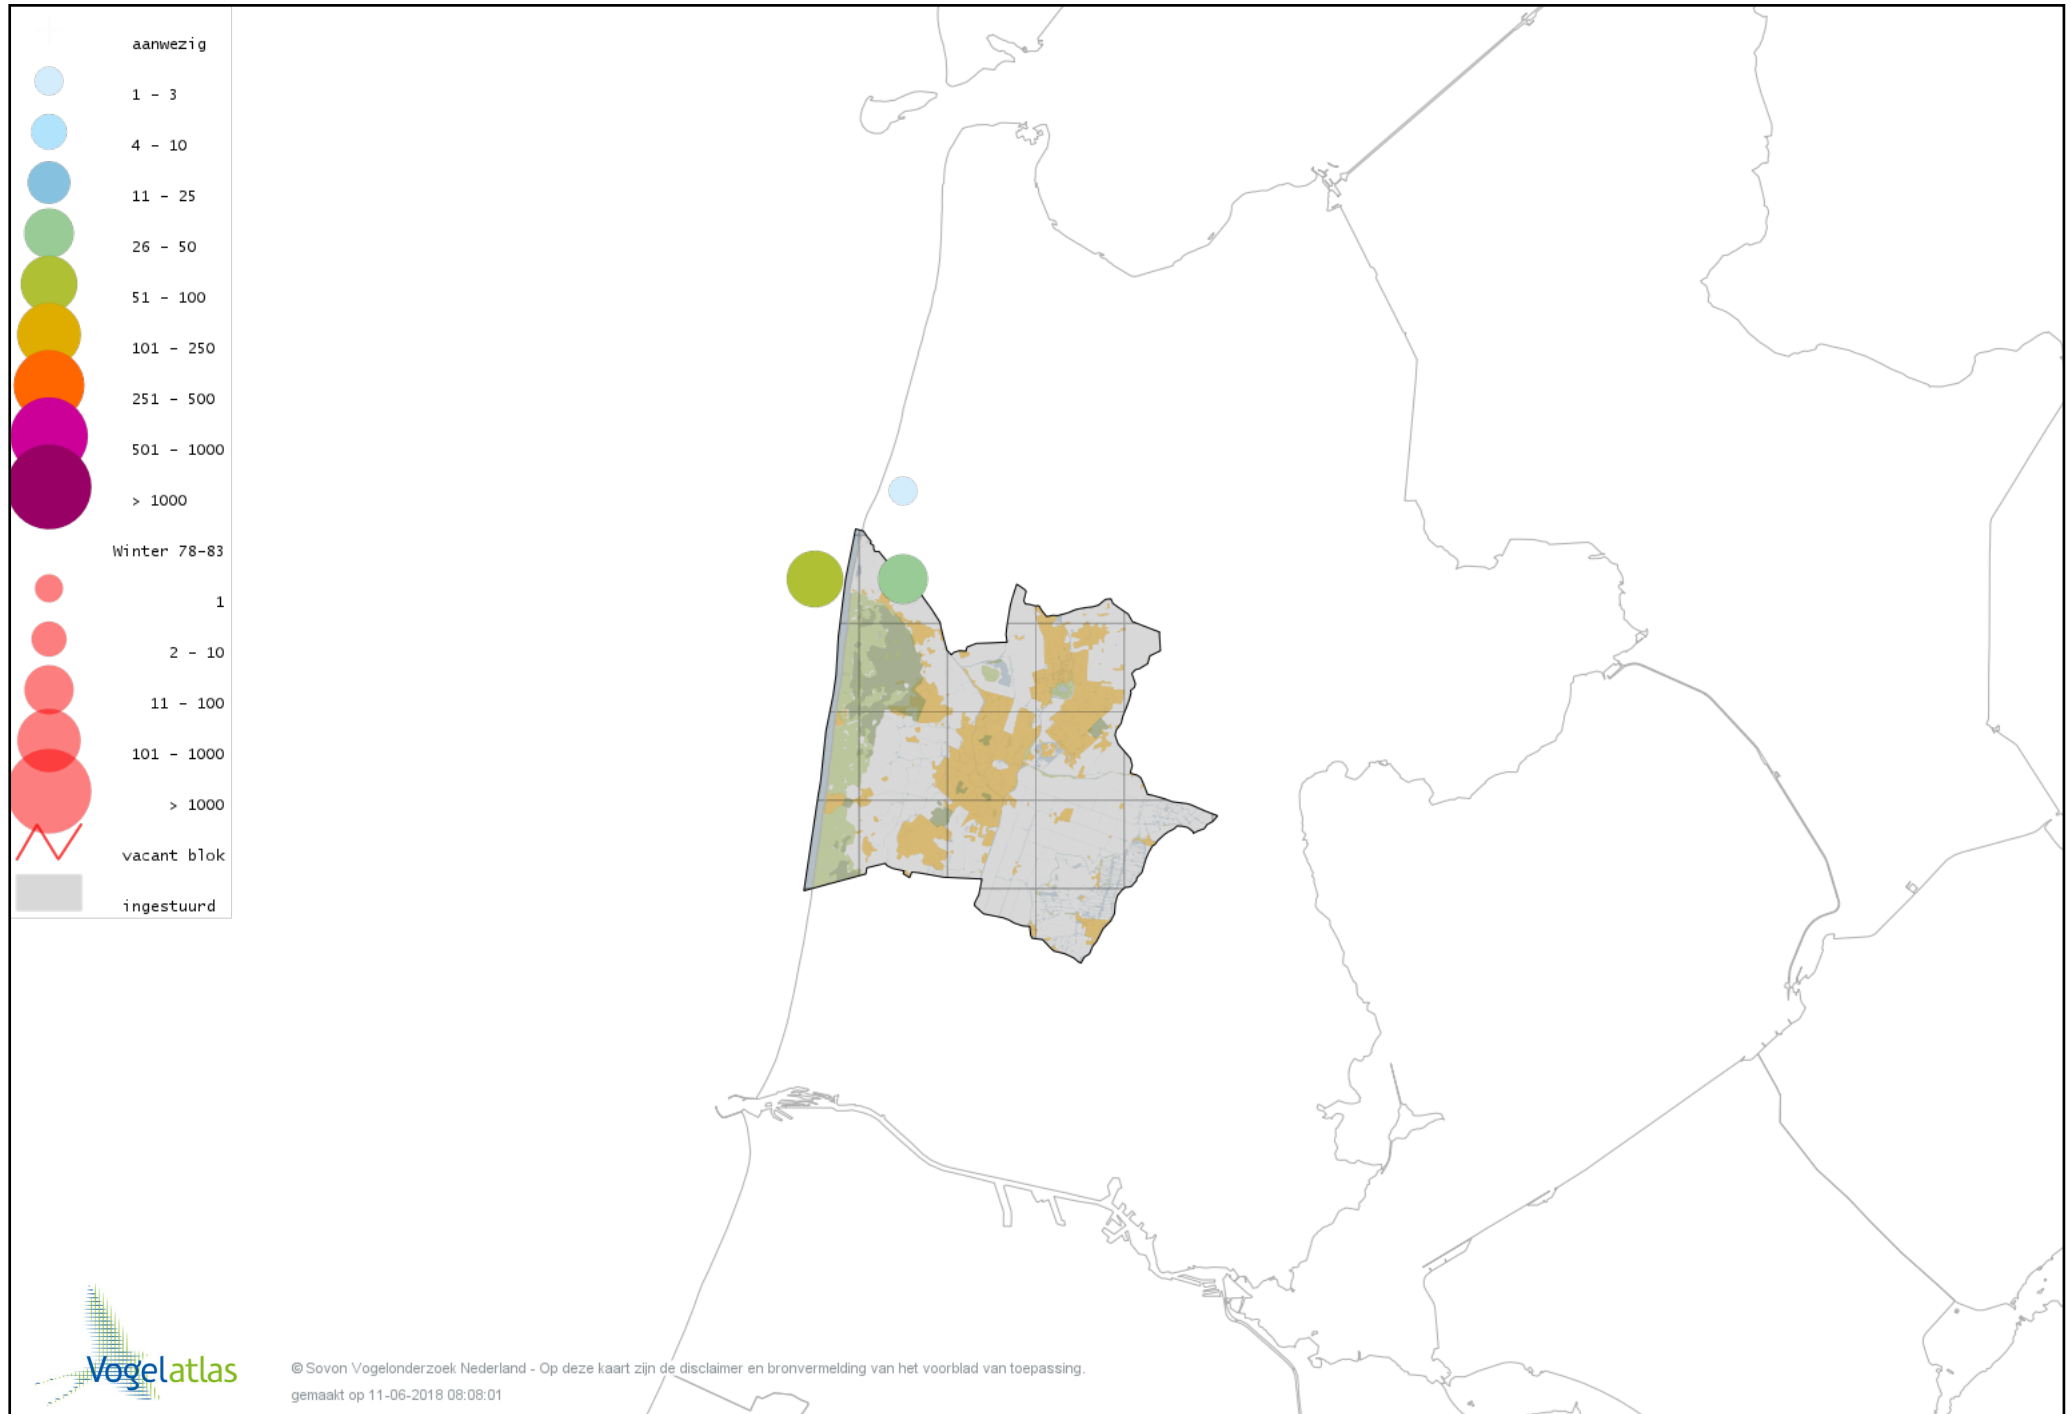 aanwezig
1 - 3
4 - 10
11 - 25
26 - 50
51 - 100
101 - 250
251 - 500
501 - 1000
> 1000
Winter 78-83
1
2 - 10
11 - 100
101 - 1000
> 1000
vacant blok
ingestuurd
Vogelatlas
© Sovon Vogelonderzoek Nederland - Op deze kaart zijn de disclaimer en bronvermelding van het voorblad van toepassing.
gemaakt op 11-06-2018 08:08:01